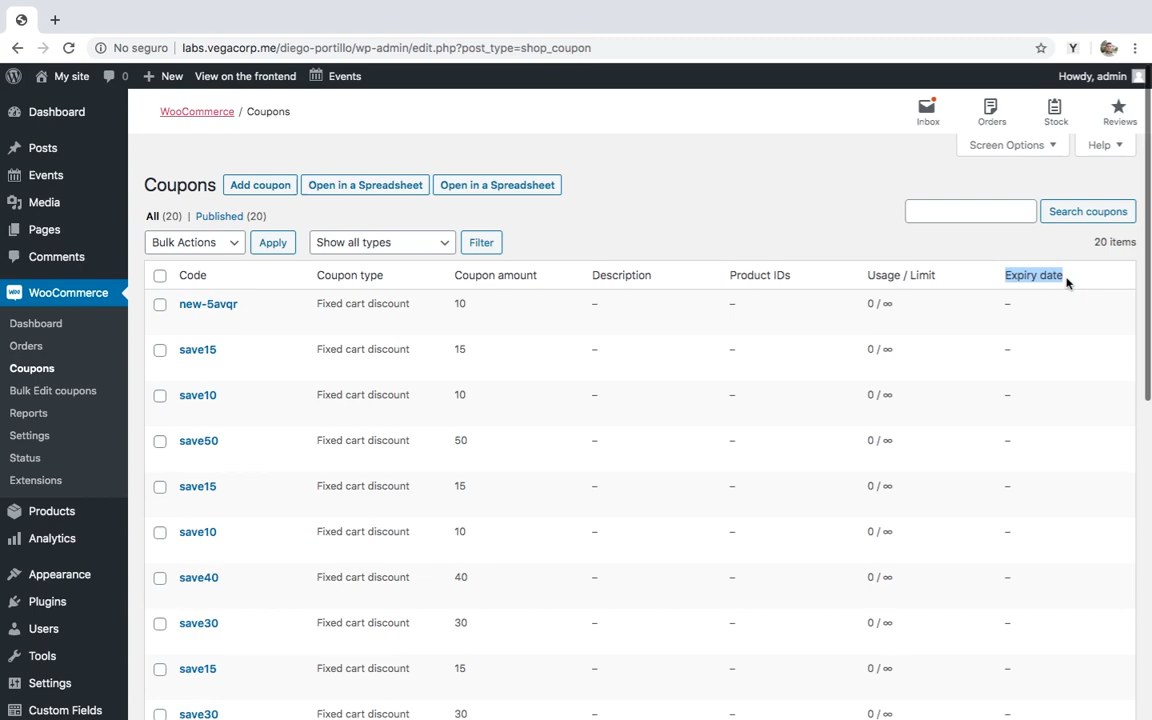 No seguro | labs.vegacorp.me/diego-portillo/wp-admin/edit.php?post_type=shop_coupon
Y
My site 0 New View on the frontend Events Howdy, admin
Dashboard
Posts
Events
Media
Pages
Comments
WooCommerce
Dashboard
Orders
Coupons
Bulk Edit coupons
Reports
Settings
Status
Extensions
Products
Analytics
Appearance
Plugins
Users
Tools
Settings
Custom Fields
WooCommerce / Coupons
Inbox Orders Stock Reviews
Screen Options Help
Coupons Add coupon Open in a Spreadsheet Open in a Spreadsheet
All (20) | Published (20)
Search coupons
Bulk Actions Apply Show all types Filter
20 items
Code Coupon type Coupon amount Description Product IDs Usage / Limit Expiry date
new-5avqr Fixed cart discount 10 – – 0 / ∞ –
save15 Fixed cart discount 15 – – 0 / ∞ –
save10 Fixed cart discount 10 – – 0 / ∞ –
save50 Fixed cart discount 50 – – 0 / ∞ –
save15 Fixed cart discount 15 – – 0 / ∞ –
save10 Fixed cart discount 10 – – 0 / ∞ –
save40 Fixed cart discount 40 – – 0 / ∞ –
save30 Fixed cart discount 30 – – 0 / ∞ –
save15 Fixed cart discount 15 – – 0 / ∞ –
save30 Fixed cart discount 30 – – 0 / ∞ –